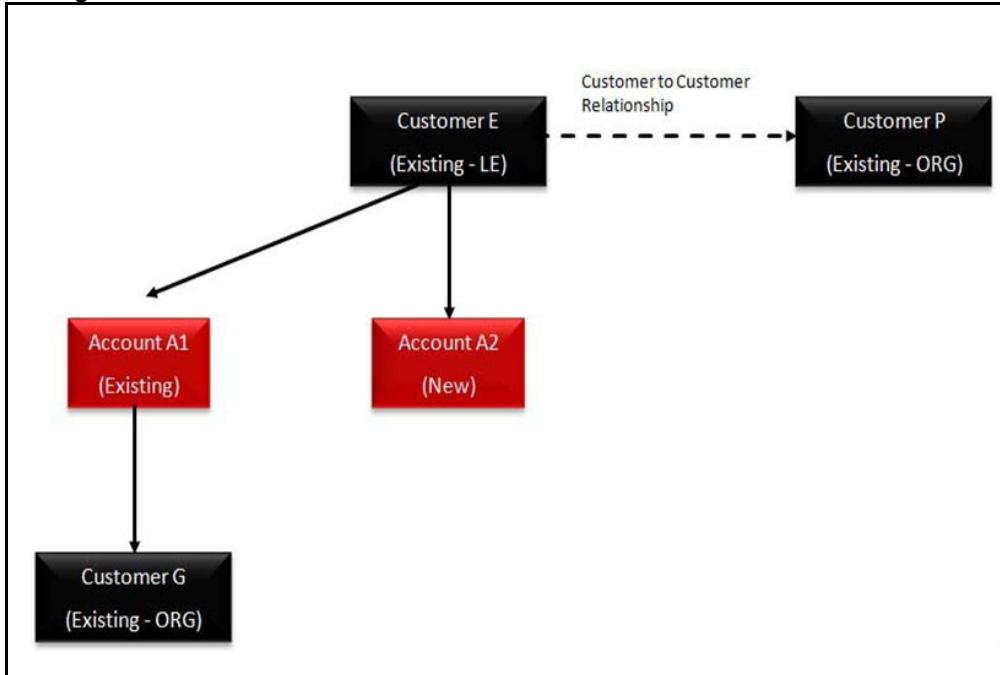 Customer to Customer
Relationship
Customer E
(Existing - LE)
Customer P
(Existing - ORG)
Account A1
(Existing)
Account A2
(New)
Customer G
(Existing - ORG)